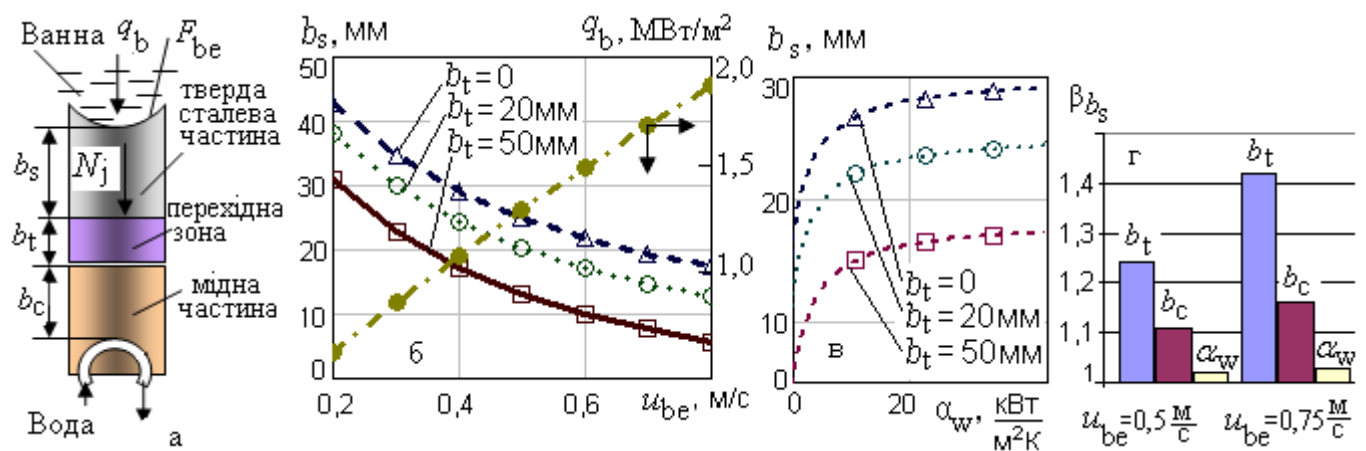 Ванна q_b F_be
тверда
сталева
частина
b_s
N_j
перехідна
зона
b_t
мідна
частина
b_c
Вода
а
b_s, мм
q_b, МВт/м²
50
40
30
20
10
0
2,0
1,5
1,0
b_t = 0
b_t = 20мм
b_t = 50мм
б
0,2 0,4 0,6 u_be, м/с
b_s, мм
30
20
10
0
b_t = 0
b_t = 20мм
b_t = 50мм
в
0 20 α_w, кВт/м²К
β_b_s
г
1,4
1,3
1,2
1,1
1
b_t
b_c
α_w
b_t
b_c
α_w
u_be=0,5 м/с u_be=0,75 м/с